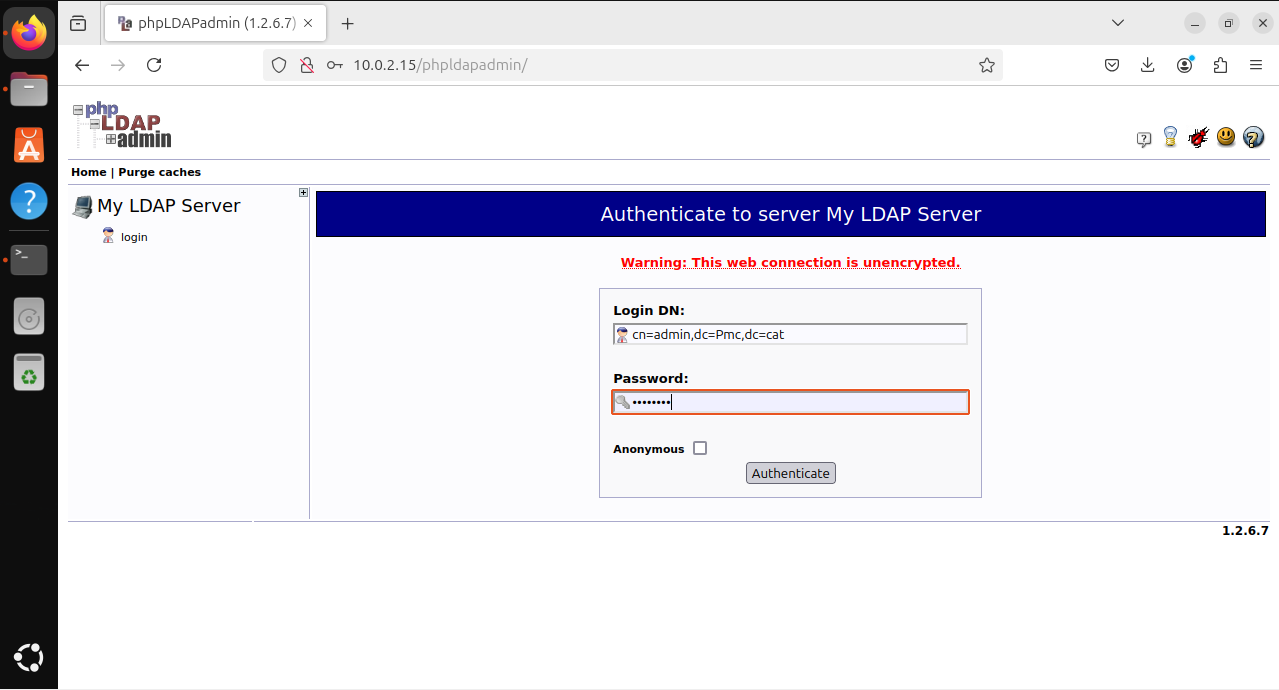 phpLDAPadmin (1.2.6.7)
10.0.2.15/phpldapadmin/
php
LDAP
admin
Home | Purge caches
My LDAP Server
login
Authenticate to server My LDAP Server
Warning: This web connection is unencrypted.
Login DN:
cn=admin,dc=Pmc,dc=cat
Password:
••••••••
Anonymous
Authenticate
1.2.6.7